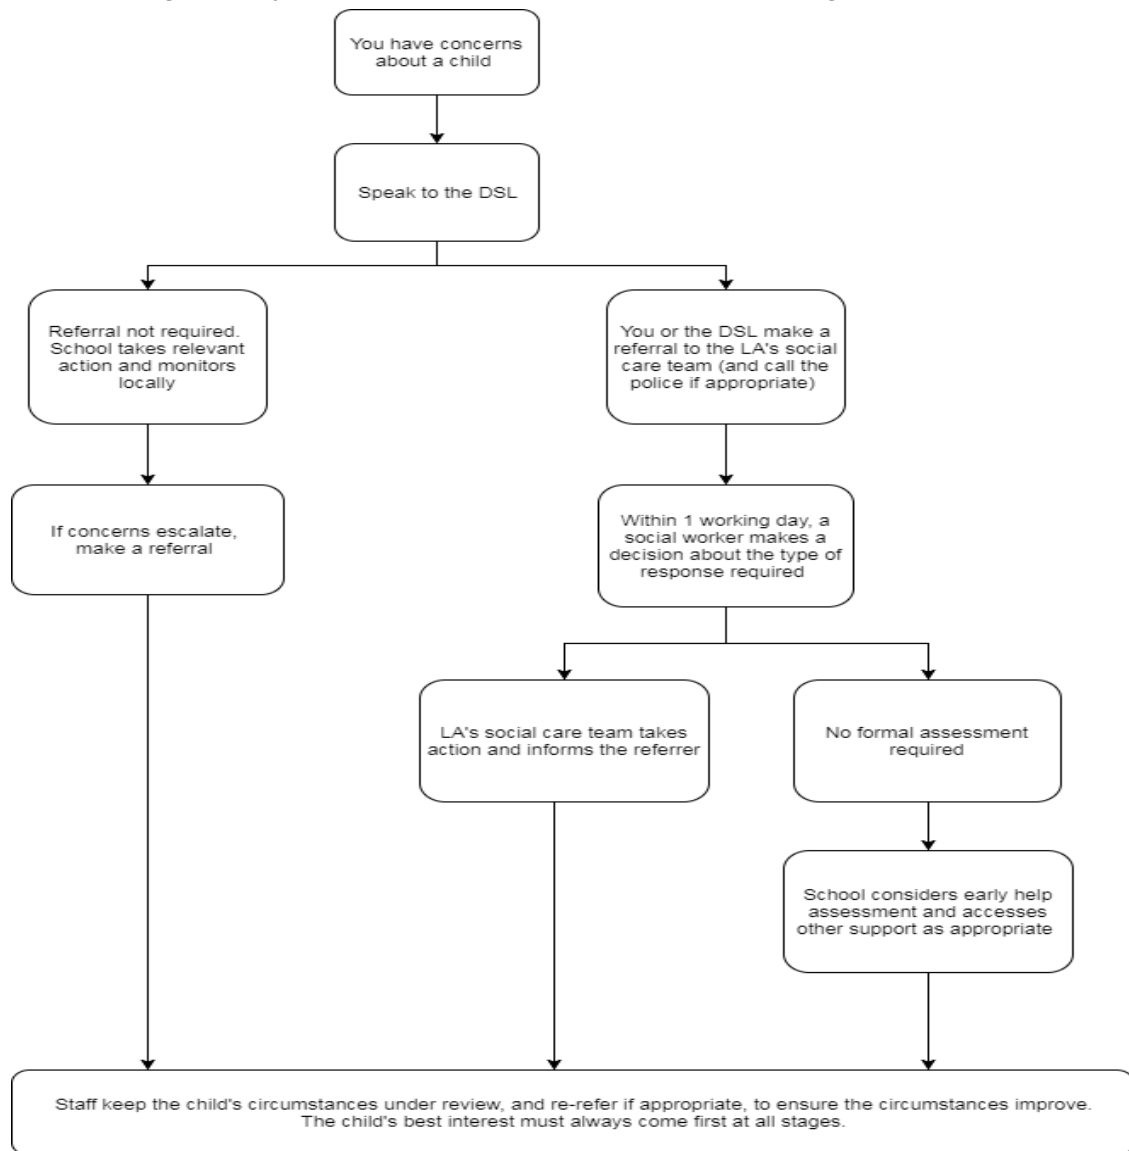 You have concerns
about a child
Speak to the DSL
Referral not required.
School takes relevant
action and monitors
locally
You or the DSL make a
referral to the LA's social
care team (and call the
police if appropriate)
If concerns escalate,
make a referral
Within 1 working day, a
social worker makes a
decision about the type of
response required
LA's social care team takes
action and informs the referrer
No formal assessment
required
School considers early help
assessment and accesses
other support as appropriate
Staff keep the child's circumstances under review, and re-refer if appropriate, to ensure the circumstances improve.
The child's best interest must always come first at all stages.